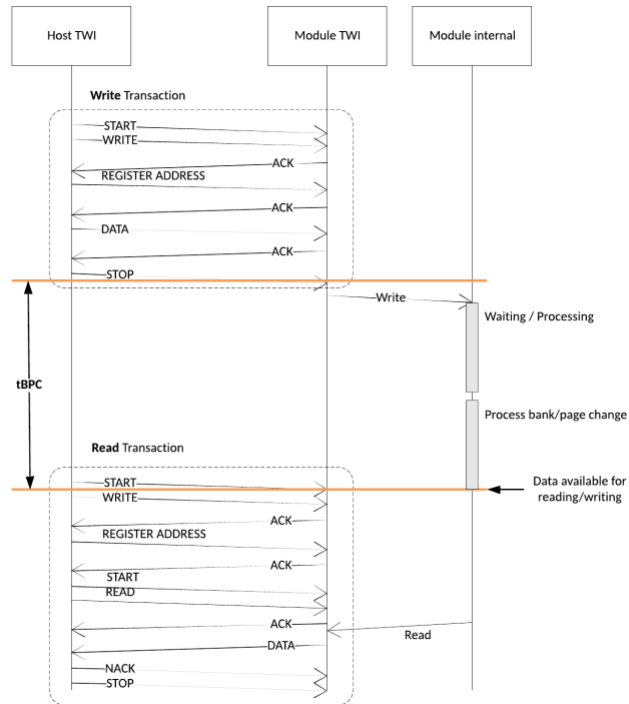 Host TWI
Module TWI
Module internal
Write Transaction
START
WRITE
ACK
REGISTER ADDRESS
ACK
DATA
ACK
STOP
Write
Waiting / Processing
tBPC
Process bank/page change
Read Transaction
START
Data available for
reading/writing
WRITE
ACK
REGISTER ADDRESS
ACK
START
READ
ACK
Read
DATA
NACK
STOP